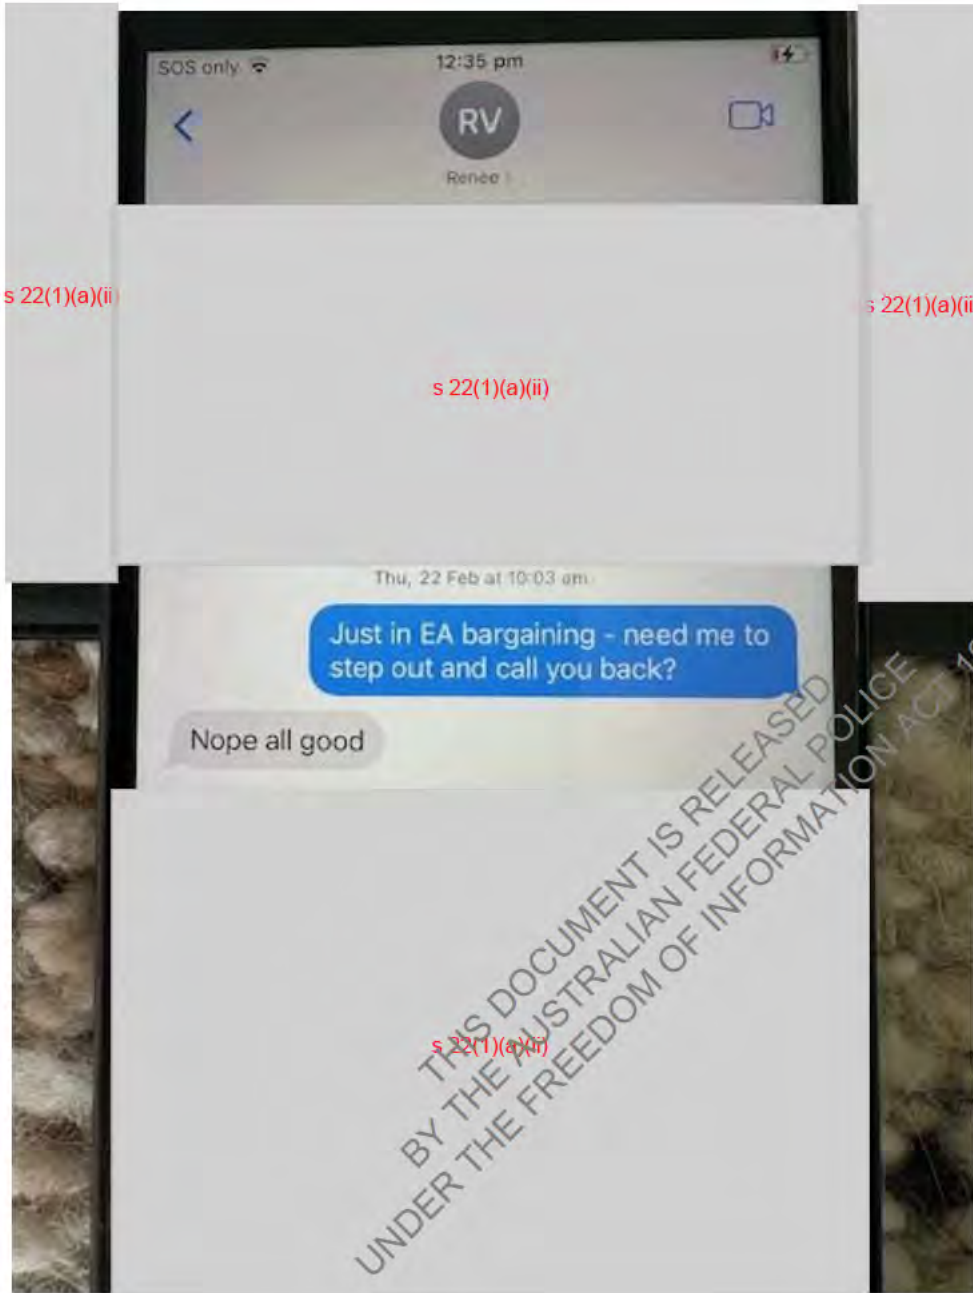 SOS only
12:35 pm
RV
Renee
s 22(1)(a)(ii)
s 22(1)(a)(ii
s 22(1)(a)(ii)
Thu, 22 Feb at 10:03 am
Just in EA bargaining - need me to
step out and call you back?
Nope all good
s 22(1)(a)(ii)
THIS DOCUMENT IS RELEASED
BY THE AUSTRALIAN FEDERAL POLICE
UNDER THE FREEDOM OF INFORMATION ACT